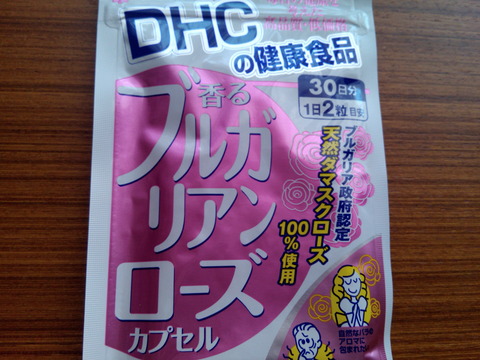 DHC
の健康食品
30日分
1日2粒目安
香る
ブルガリアンローズ
カプセル
ブルガリア政府認定
天然ダマスクローズ
100%使用
自然なバラの
アロマに
包まれたい